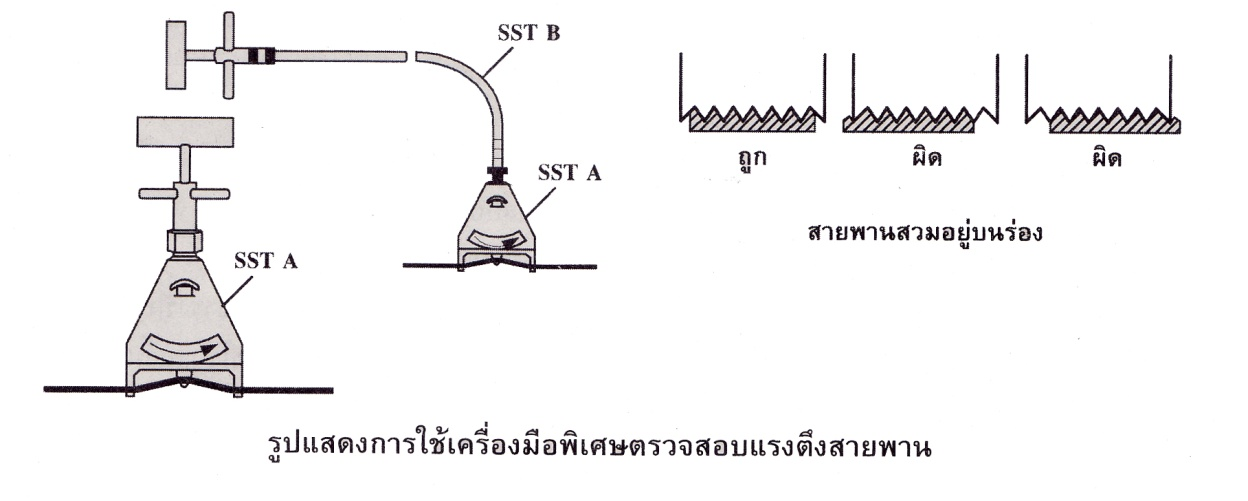 SST B
SST A
SST A
ถูก
ผิด
ผิด
สายพานสวมอยู่บนร่อง
รูปแสดงการใช้เครื่องมือพิเศษตรวจสอบแรงตึงสายพาน